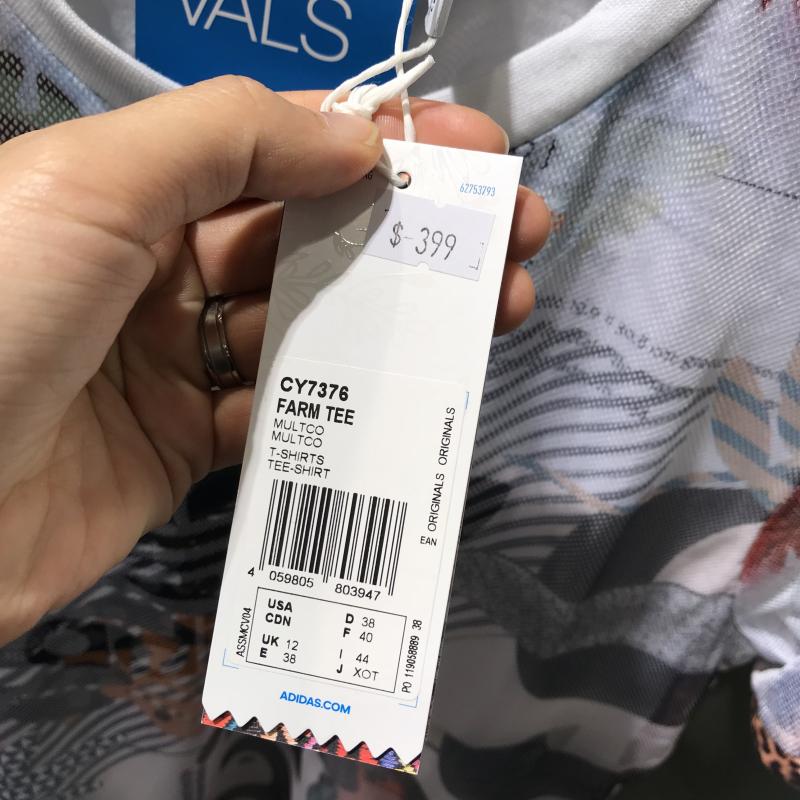 VALS
62753793
$-399
CY7376
FARM TEE
MULTCO
MULTCO
T-SHIRTS
TEE-SHIRT
ORIGINALS ORIGINALS
EAN
4 059805 803947
ASSMCV04
USA
CDN
UK 12
E 38
D 38
F 40
I 44
J XOT
PO 119058889 38
ADIDAS.COM